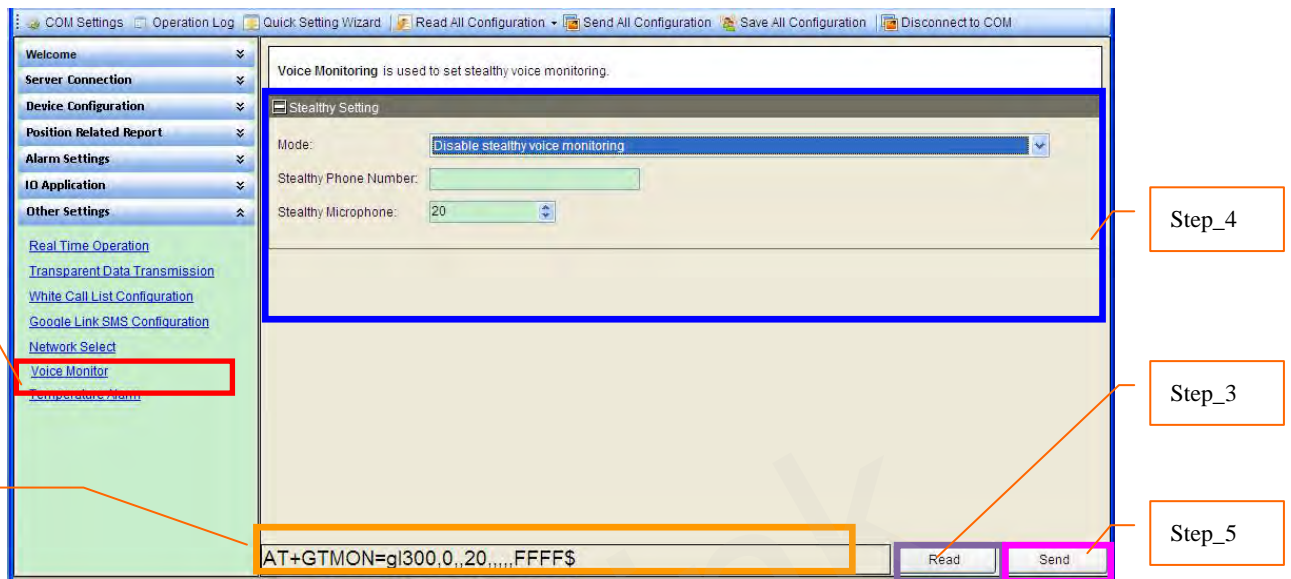 COM Settings Operation Log Quick Setting Wizard Read All Configuration Send All Configuration Save All Configuration Disconnect to COM
Welcome
Server Connection
Device Configuration
Position Related Report
Alarm Settings
IO Application
Other Settings
Real Time Operation
Transparent Data Transmission
White Call List Configuration
Google Link SMS Configuration
Network Select
Voice Monitor
Temperature Alarm
Voice Monitoring is used to set stealthy voice monitoring.
Stealthy Setting
Mode: Disable stealthy voice monitoring
Stealthy Phone Number:
Stealthy Microphone: 20
AT+GTMON=gl300,0,,20,,,,,FFFF$
Read Send
Step_4
Step_3
Step_5